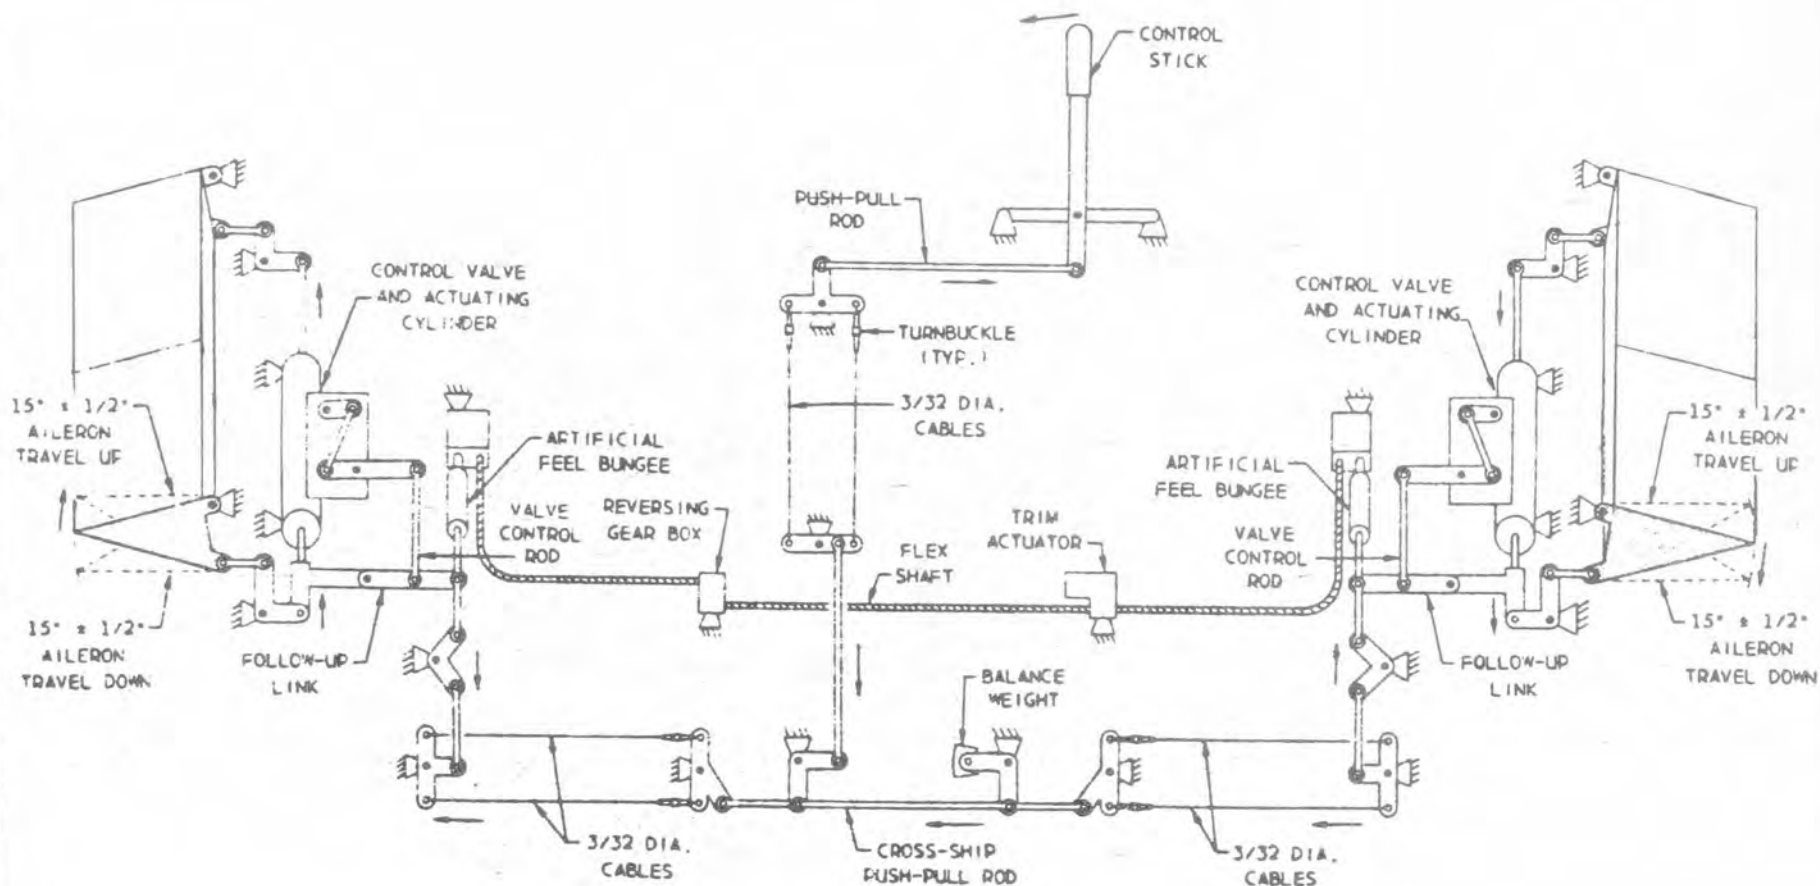 CONTROL
STICK
PUSH-PULL
ROD
CONTROL VALVE
AND ACTUATING
CYLINDER
CONTROL VALVE
AND ACTUATING
CYLINDER
TURNBUCKLE
(TYP.)
3/32 DIA.
CABLES
15° ± 1/2°
AILERON
TRAVEL UP
15° ± 1/2°
AILERON
TRAVEL UP
ARTIFICIAL
FEEL BUNGEE
ARTIFICIAL
FEEL BUNGEE
VALVE
CONTROL
ROD
REVERSING
GEAR BOX
TRIM
ACTUATOR
VALVE
CONTROL
ROD
FLEX
SHAFT
15° ± 1/2°
AILERON
TRAVEL DOWN
15° ± 1/2°
AILERON
TRAVEL DOWN
FOLLOW-UP
LINK
FOLLOW-UP
LINK
BALANCE
WEIGHT
3/32 DIA.
CABLES
CROSS-SHIP
PUSH-PULL ROD
3/32 DIA.
CABLES